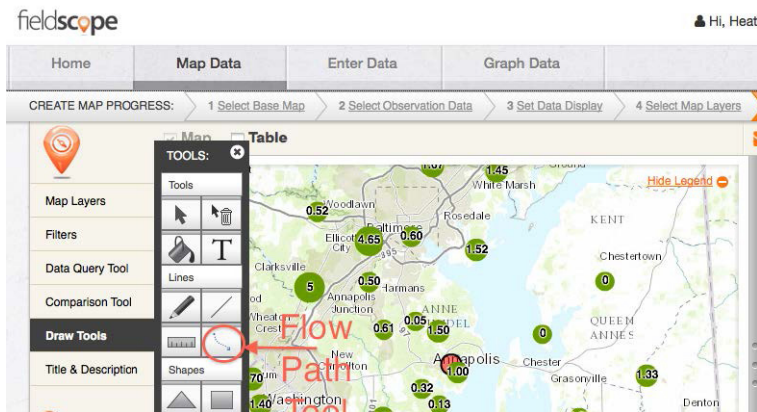 fieldscope
Hi, Heat
Home Map Data Enter Data Graph Data
CREATE MAP PROGRESS: 1 Select Base Map 2 Select Observation Data 3 Set Data Display 4 Select Map Layers
Map Table
TOOLS:
Tools
T
Lines
Shapes
Map Layers
Filters
Data Query Tool
Comparison Tool
Draw Tools
Title & Description
Hide Legend
1.45
White Marsh
Woodlawn
0.52
Rosedale
KENT
Baltimore
Ellicott
City
4.65
0.60
395
1.52
Chestertown
Clarksville
5
0.50
Harmans
0
Annapolis
Junction
ANNE
QUEEN
ANNES
Flow
0.61
0.05
1.50
0
New
Path
Annapolis
1.00
Chester
Grasonville
1.33
70
0.32
Denton
1.40
Washington
Tool
0.13